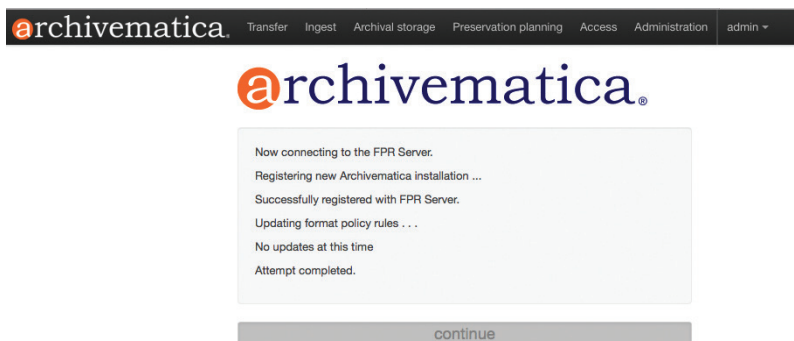 archivematica. Transfer Ingest Archival storage Preservation planning Access Administration admin
archivematica®
Now connecting to the FPR Server.
Registering new Archivematica installation ...
Successfully registered with FPR Server.
Updating format policy rules . . .
No updates at this time
Attempt completed.
continue